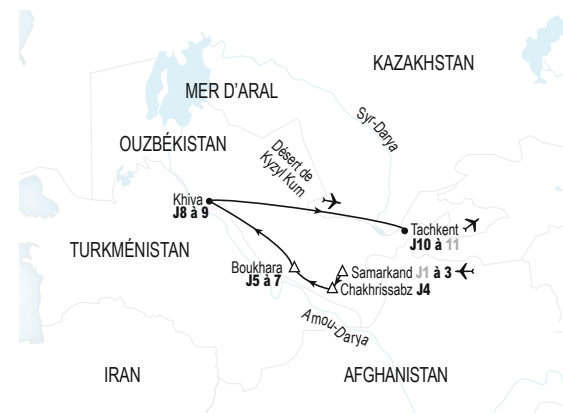 KAZAKHSTAN
MER D'ARAL
Syr-Darya
OUZBÉKISTAN
Désert de
Kyzyl Kum
Khiva
J8 à 9
Tachkent
J10 à 11
TURKMÉNISTAN
Boukhara
J5 à 7
Samarkand J1 à 3
Chakhrissabz J4
Amou-Darya
IRAN
AFGHANISTAN